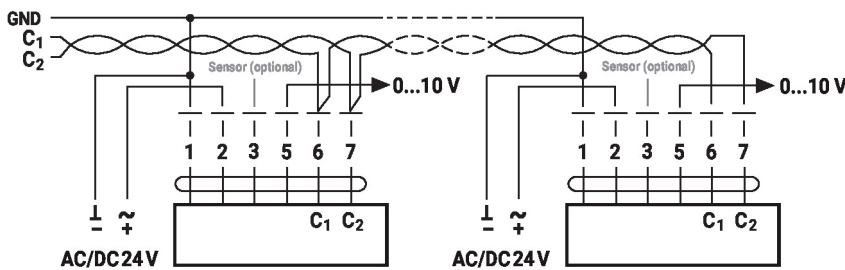 GND
C₁
C₂
Sensor (optional) 0...10 V Sensor (optional) 0...10 V
1 2 3 5 6 7 1 2 3 5 6 7
⊥ ~ C₁ C₂ ⊥ ~ C₁ C₂
– + – +
AC/DC 24 V AC/DC 24 V